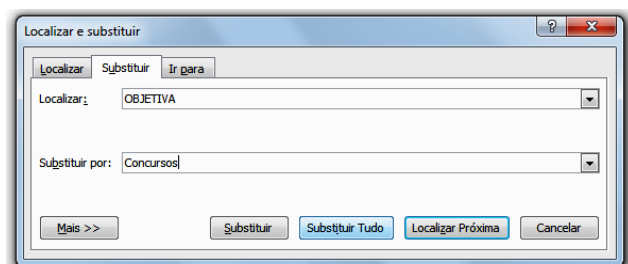 Localizar e substituir
Localizar Substituir Ir para
Localizar: OBJETIVA
Substituir por: Concursos
Mais >> Substituir Substituir Tudo Localizar Próxima Cancelar